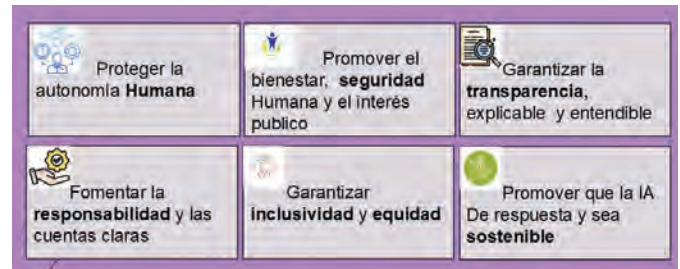 Proteger la
autonomía Humana
Promover el
bienestar, seguridad
Humana y el interés
publico
Garantizar la
transparencia,
explicable y entendible
Fomentar la
responsabilidad y las
cuentas claras
Garantizar
inclusividad y equidad
Promover que la IA
De respuesta y sea
sostenible